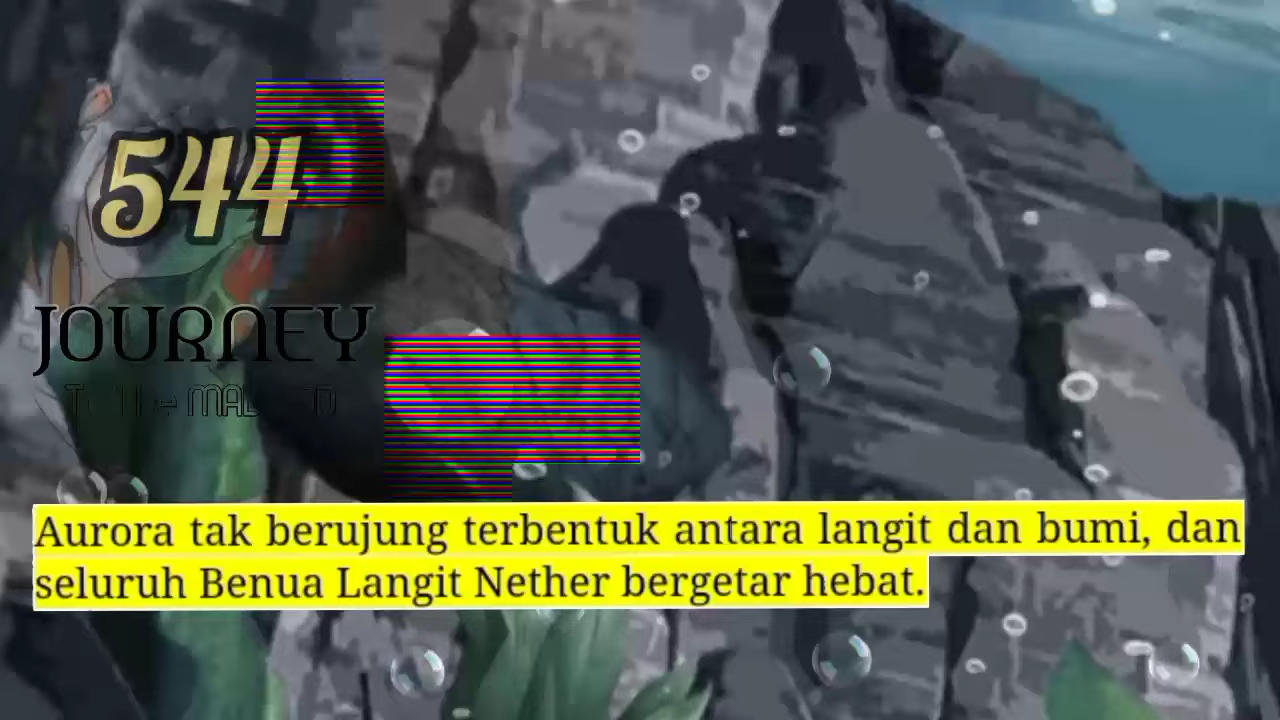 544
JOURNEY
Aurora tak berujung terbentuk antara langit dan bumi, dan
seluruh Benua Langit Nether bergetar hebat.